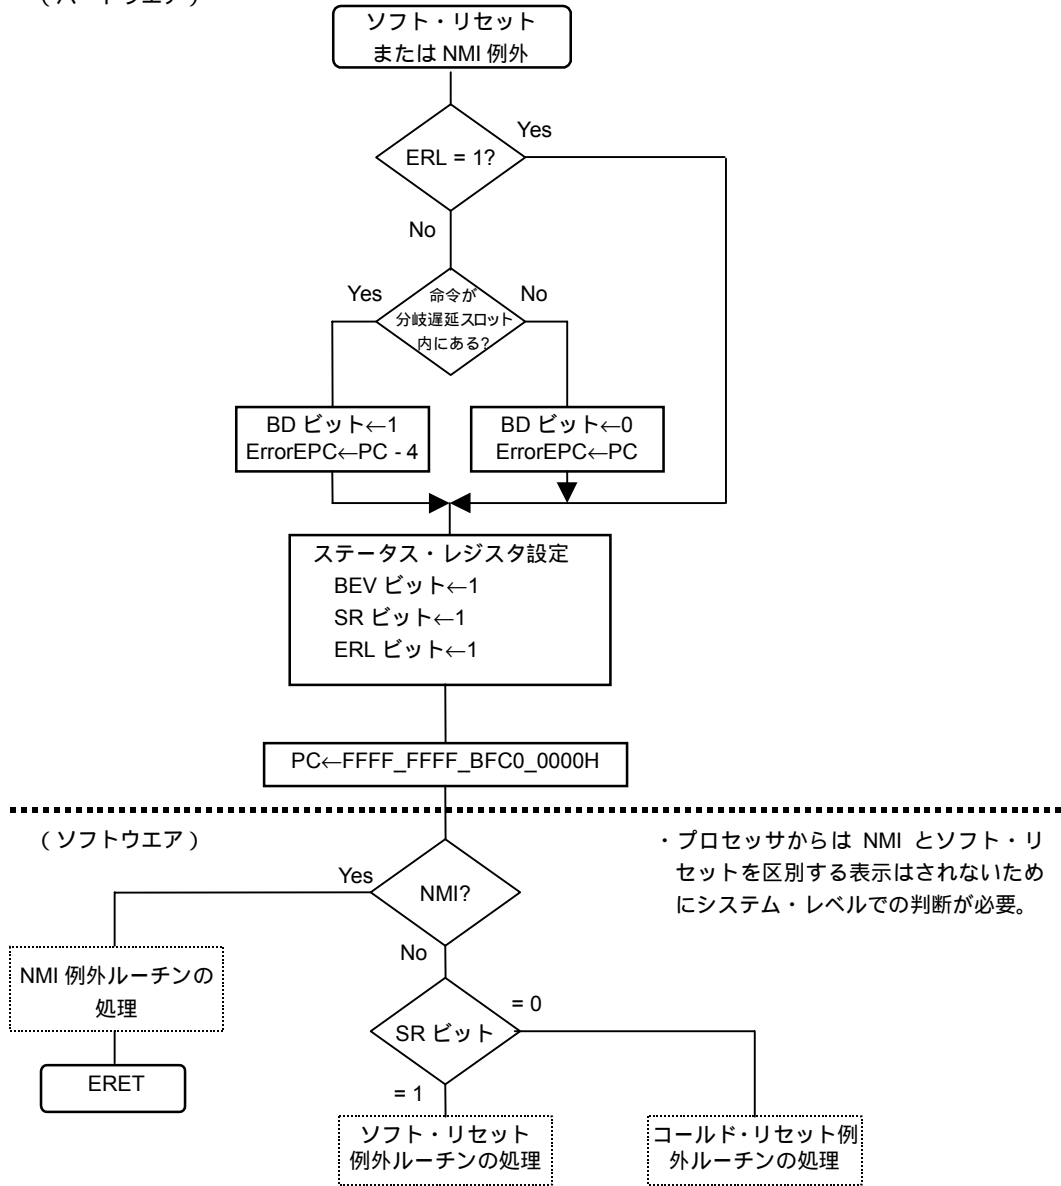 ソフト・リセット
または NMI 例外
Yes
ERL = 1?
No
Yes
No
命令が
分岐遅延スロット
内にある?
BD ビット←1
ErrorEPC←PC - 4
BD ビット←0
ErrorEPC←PC
ステータス・レジスタ設定
BEV ビット←1
SR ビット←1
ERL ビット←1
PC←FFFF_FFFF_BFC0_0000H
（ソフトウエア）
・プロセッサからは NMI とソフト・リ
セットを区別する表示はされないため
にシステム・レベルでの判断が必要。
Yes
NMI?
No
NMI 例外ルーチンの
処理
ERET
= 0
SR ビット
= 1
ソフト・リセット
例外ルーチンの処理
コールド・リセット例
外ルーチンの処理